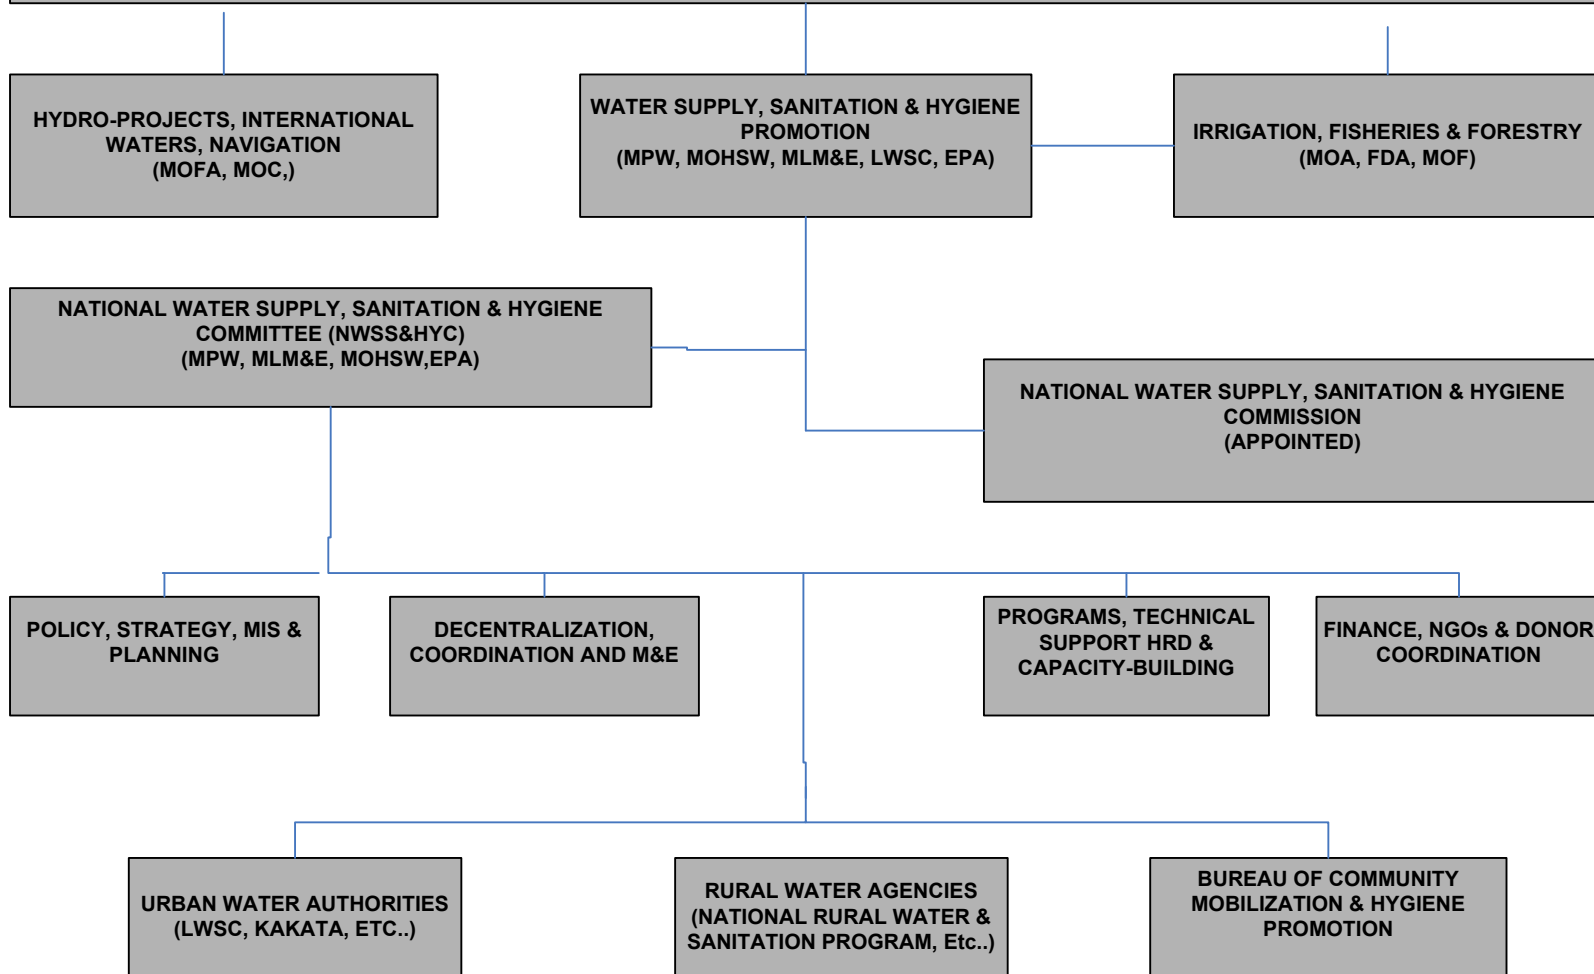 HYDRO-PROJECTS, INTERNATIONAL
WATERS, NAVIGATION
(MOFA, MOC,)
WATER SUPPLY, SANITATION & HYGIENE
PROMOTION
(MPW, MOHSW, MLM&E, LWSC, EPA)
IRRIGATION, FISHERIES & FORESTRY
(MOA, FDA, MOF)
NATIONAL WATER SUPPLY, SANITATION & HYGIENE
COMMITTEE (NWSS&HYC)
(MPW, MLM&E, MOHSW,EPA)
NATIONAL WATER SUPPLY, SANITATION & HYGIENE
COMMISSION
(APPOINTED)
POLICY, STRATEGY, MIS &
PLANNING
DECENTRALIZATION,
COORDINATION AND M&E
PROGRAMS, TECHNICAL
SUPPORT HRD &
CAPACITY-BUILDING
FINANCE, NGOs & DONOR
COORDINATION
URBAN WATER AUTHORITIES
(LWSC, KAKATA, ETC..)
RURAL WATER AGENCIES
(NATIONAL RURAL WATER &
SANITATION PROGRAM, Etc..)
BUREAU OF COMMUNITY
MOBILIZATION & HYGIENE
PROMOTION